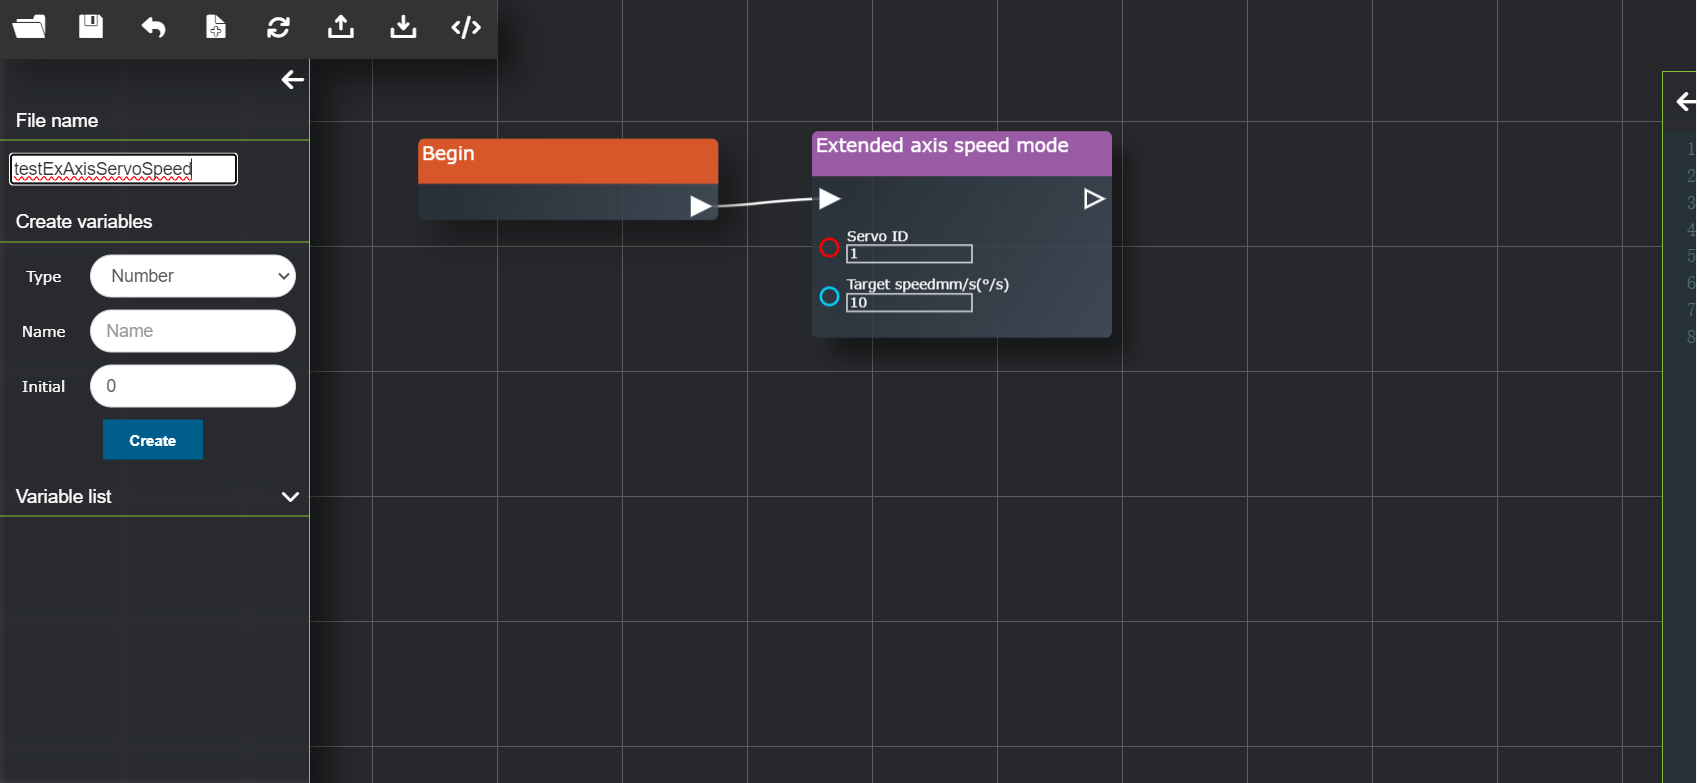 File name
testExAxisServoSpeed
Create variables
Type
Number
Name
Name
Initial
0
Create
Variable list
Begin
Extended axis speed mode
Servo ID
1
Target speedmm/s(°/s)
10
1
2
3
4
5
6
7
8